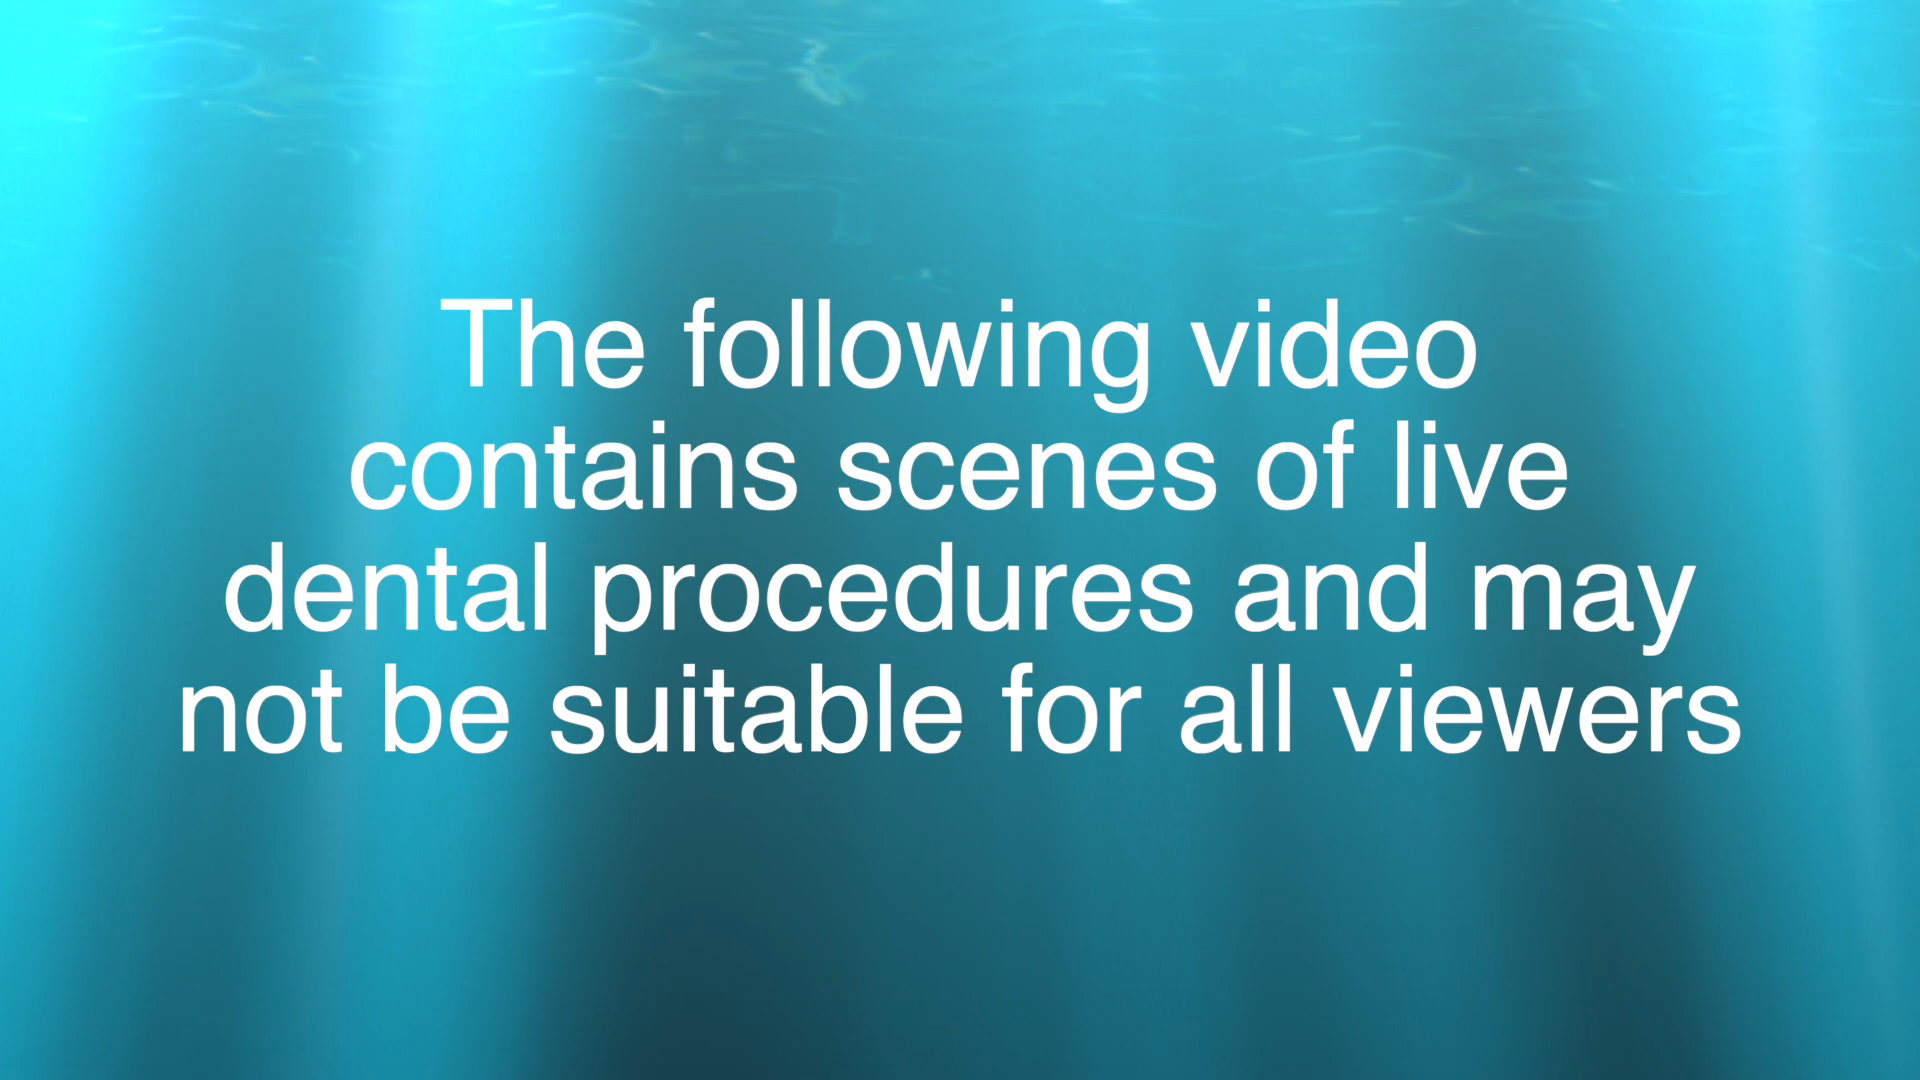 The following video
contains scenes of live
dental procedures and may
not be suitable for all viewers